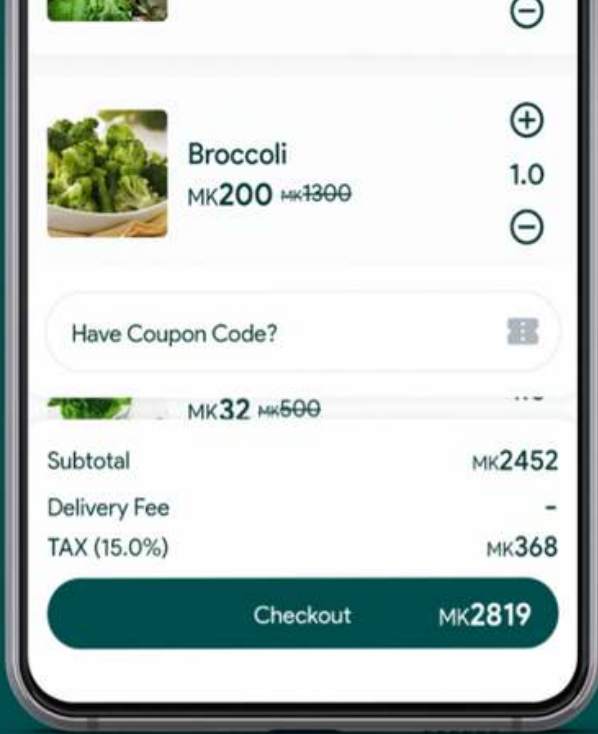 Broccoli
MK200 MK1300
1.0
Have Coupon Code?
MK32 MK500
Subtotal MK2452
Delivery Fee -
TAX (15.0%) MK368
Checkout MK2819